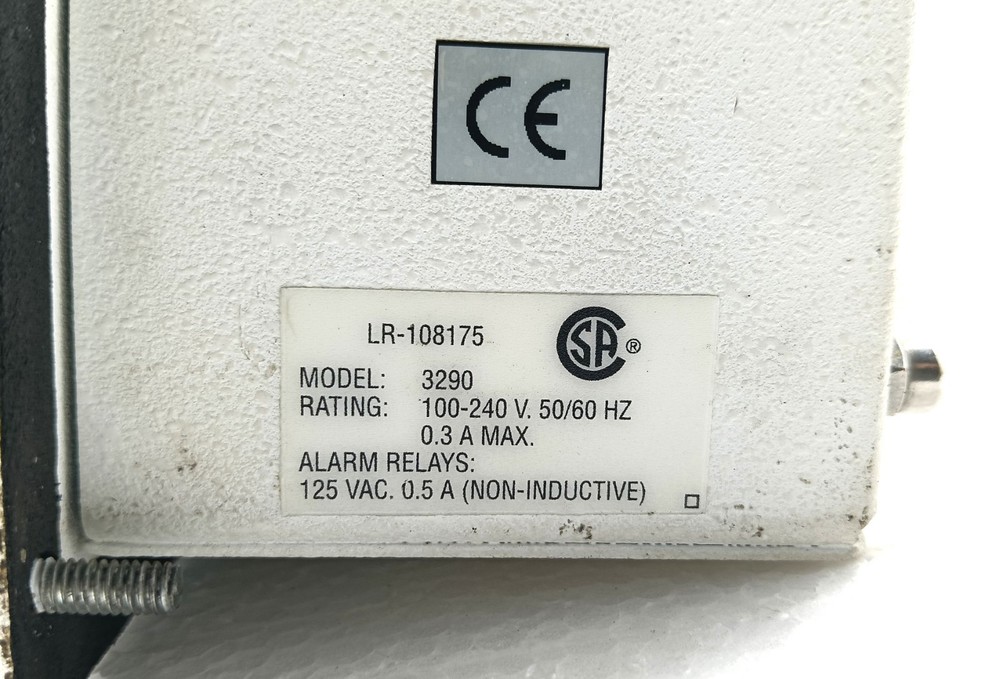 CE
LR-108175
CSA ®
MODEL: 3290
RATING: 100-240 V. 50/60 HZ
0.3 A MAX.
ALARM RELAYS:
125 VAC. 0.5 A (NON-INDUCTIVE)